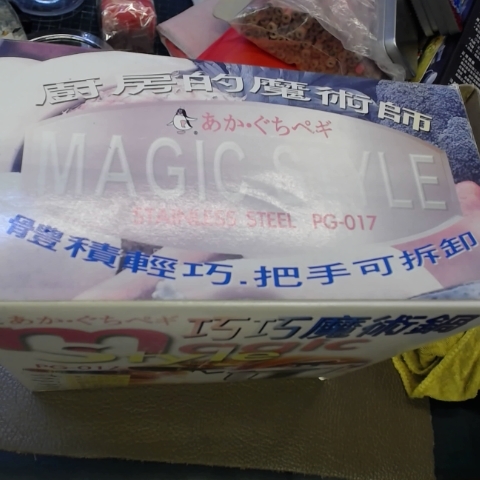 廚房的魔術師
あか・ぐちペギ
MAGIC STYLE
STAINLESS STEEL PG-017
體積輕巧.把手可拆卸
あか・ぐちペギ
巧巧魔術鍋
PG-017